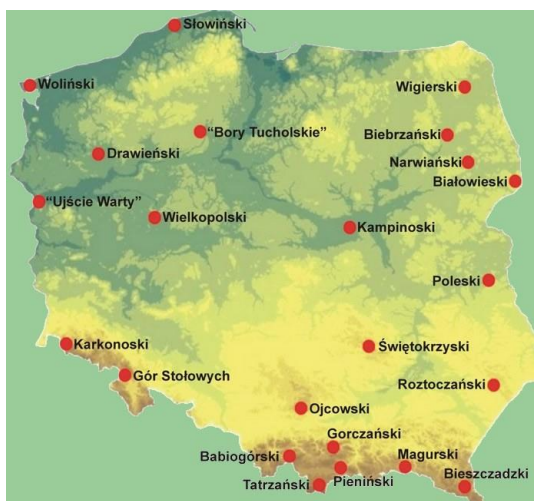 Słowiński
Woliński
Wigierski
"Bory Tucholskie"
Biebrzański
Drawieński
Narwiański
Białowieski
"Ujście Warty"
Wielkopolski
Kampinoski
Poleski
Karkonoski
Świętokrzyski
Gór Stołowych
Roztoczański
Ojcowski
Gorczański
Babiogórski
Magurski
Bieszczadzki
Tatrzański
Pieniński